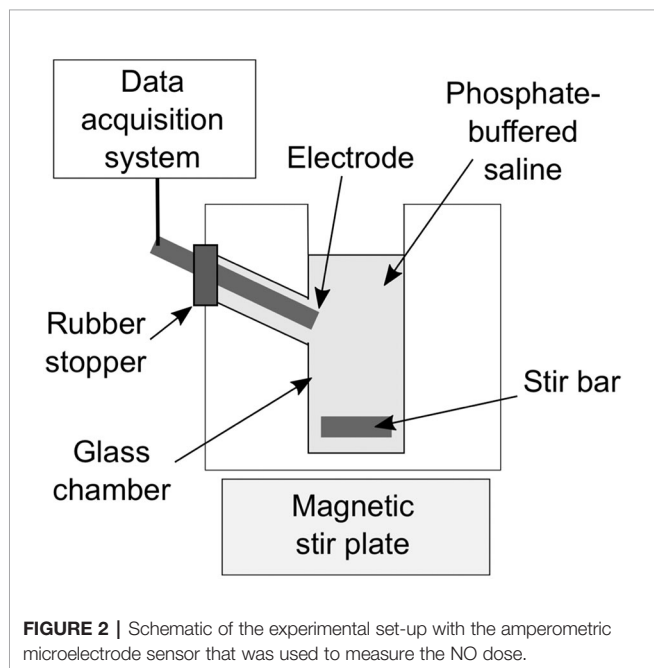 Data
acquisition
system
Phosphate-
buffered
saline
Electrode
Rubber
stopper
Stir bar
Glass
chamber
Magnetic
stir plate
FIGURE 2 | Schematic of the experimental set-up with the amperometric
microelectrode sensor that was used to measure the NO dose.